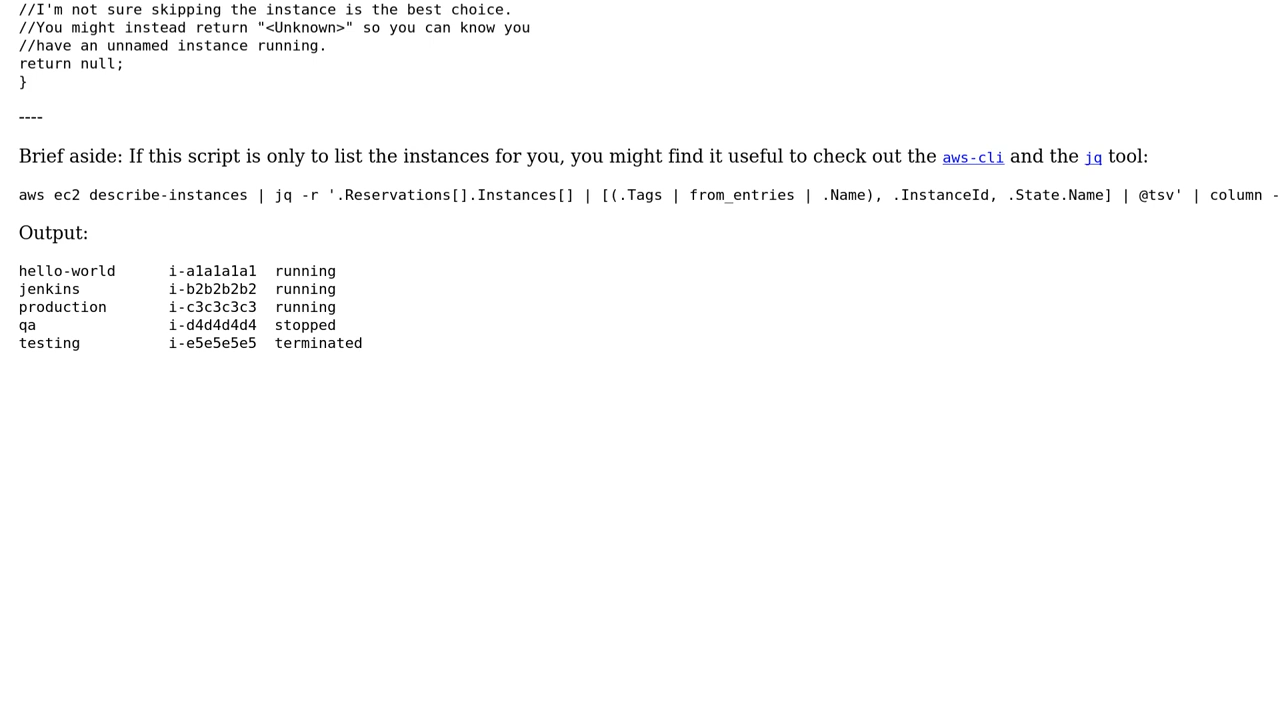 //I'm not sure skipping the instance is the best choice.
//You might instead return "<Unknown>" so you can know you
//have an unnamed instance running.
return null;
}
----
Brief aside: If this script is only to list the instances for you, you might find it useful to check out the aws-cli and the jq tool:
aws ec2 describe-instances | jq -r '.Reservations[].Instances[] | [(.Tags | from_entries | .Name), .InstanceId, .State.Name] | @tsv' | column -
Output:
hello-world      i-a1a1a1a1  running
jenkins          i-b2b2b2b2  running
production       i-c3c3c3c3  running
qa               i-d4d4d4d4  stopped
testing          i-e5e5e5e5  terminated